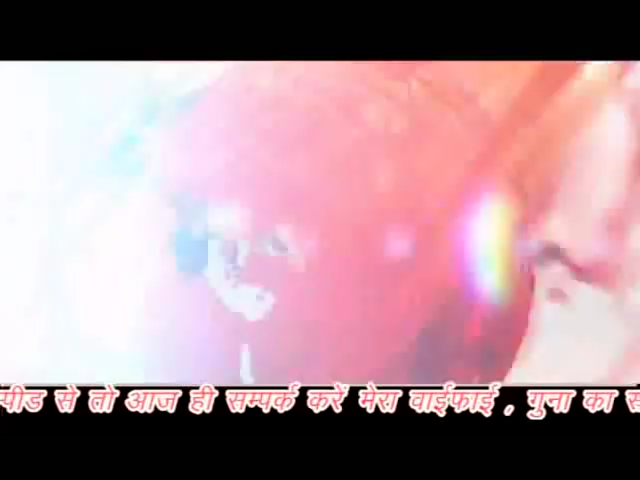 स्पीड से तो आज ही सम्पर्क करें मेरा वाईफाई , गुना का